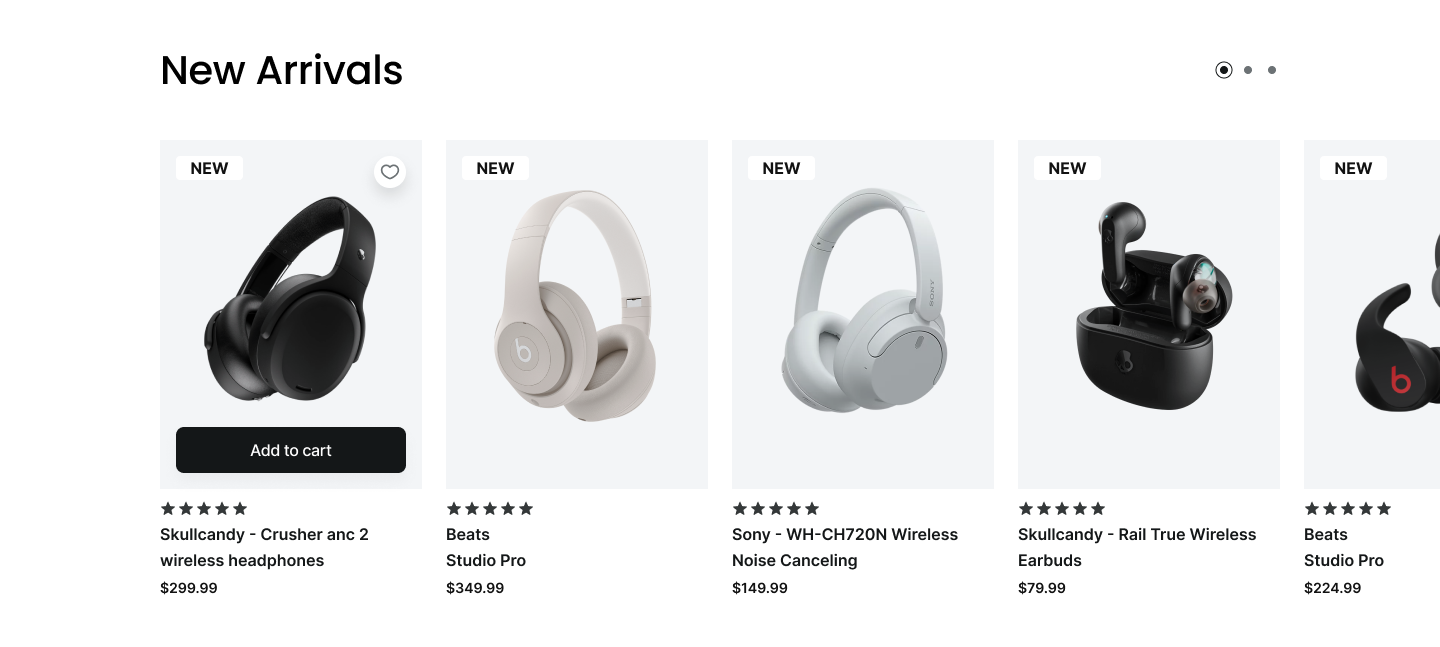 New Arrivals
NEW
Add to cart
Skullcandy - Crusher anc 2
wireless headphones
$299.99
NEW
Beats
Studio Pro
$349.99
NEW
SONY
Sony - WH-CH720N Wireless
Noise Canceling
$149.99
NEW
Skullcandy - Rail True Wireless
Earbuds
$79.99
NEW
Beats
Studio Pro
$224.99